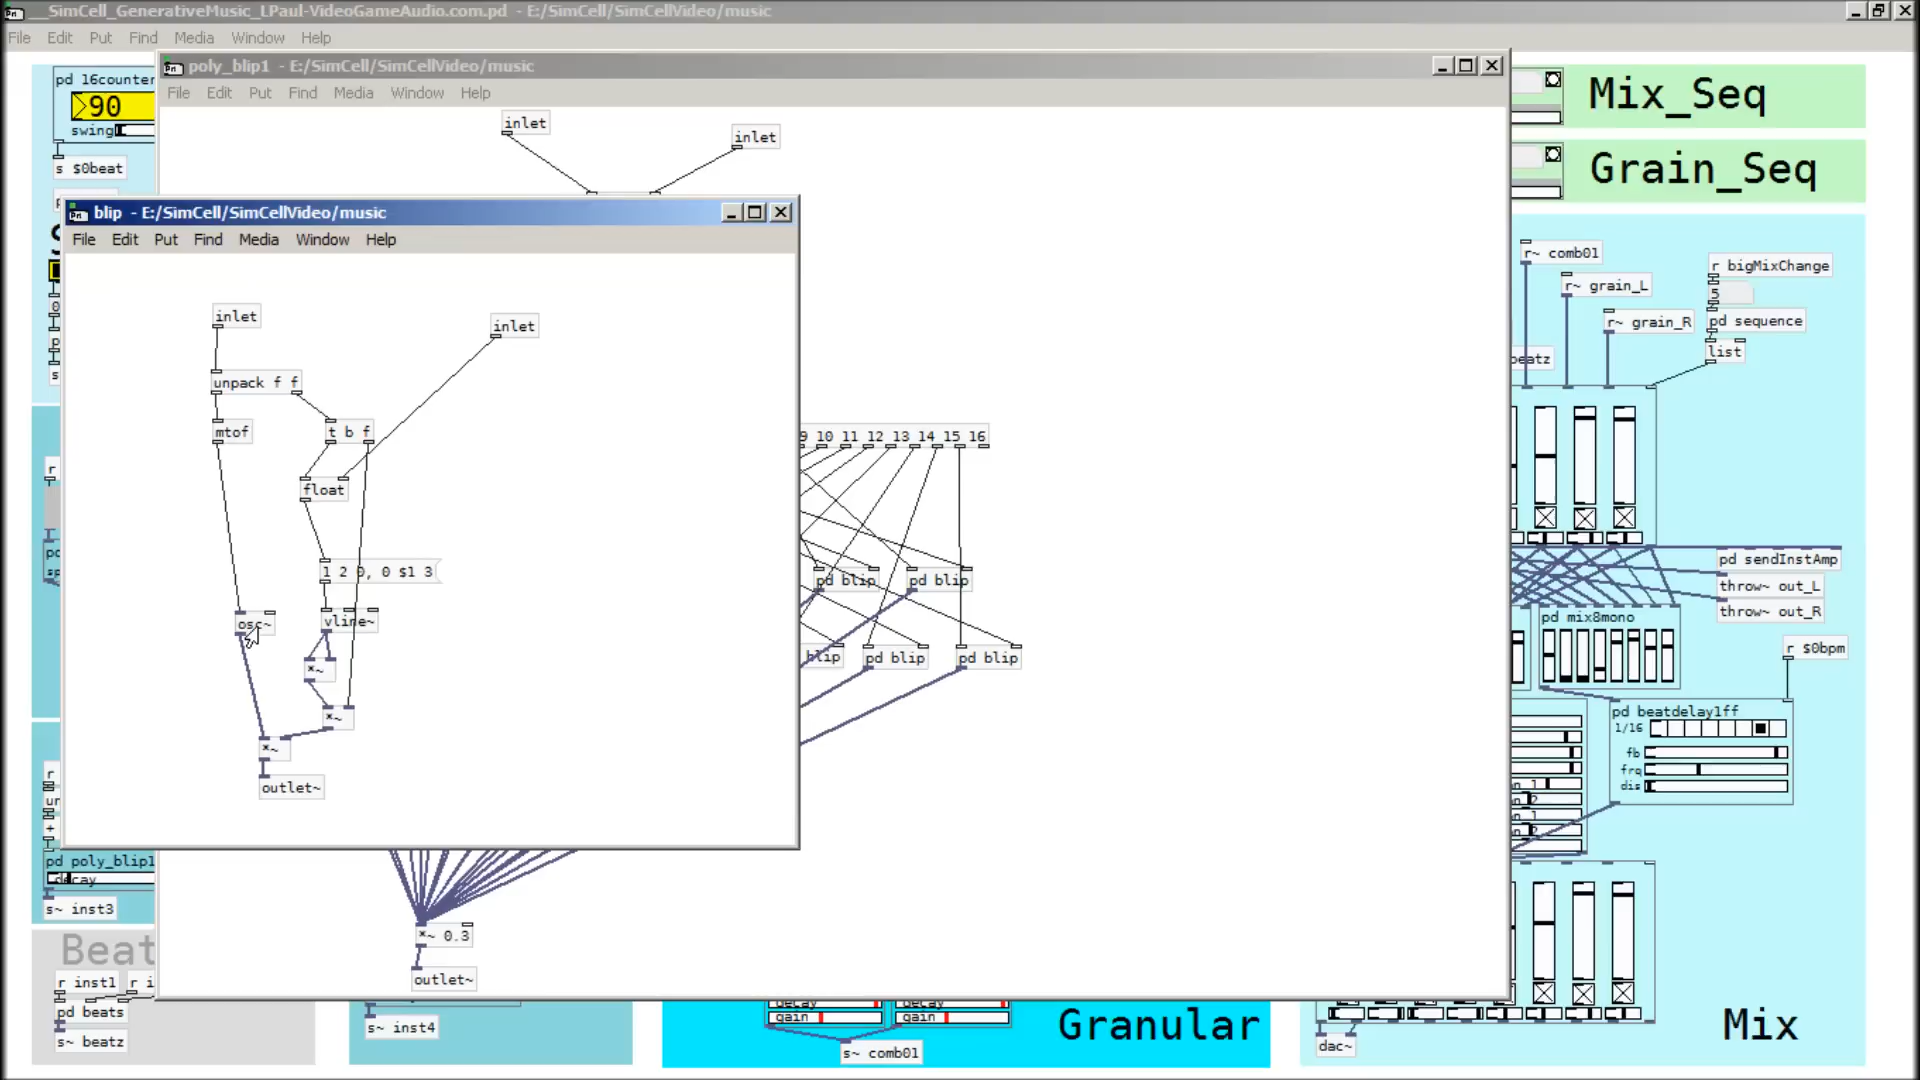 __SimCell_GenerativeMusic_LPaul-VideoGameAudio.com.pd - E:/SimCell/SimCellVideo/music
File Edit Put Find Media Window Help
poly_blip1 - E:/SimCell/SimCellVideo/music
File Edit Put Find Media Window Help
pd 16counter
90
swing
s $0beat
inlet
inlet
Mix_Seq
Grain_Seq
blip - E:/SimCell/SimCellVideo/music
File Edit Put Find Media Window Help
inlet
inlet
unpack f f
mtof
t b f
float
1 2 0, 0 $1 3
osc~
vline~
*~
*~
*~
outlet~
9 10 11 12 13 14 15 16
pd blip
pd blip
blip
pd blip
pd blip
*~ 0.3
outlet~
r~ comb01
r~ grain_L
r~ grain_R
r bigMixChange
5
pd sequence
list
eatz
pd sendInstAmp
throw~ out_L
throw~ out_R
pd mix8mono
r $0bpm
pd beatdelay1ff
1/16
fb
frq
dis
r
r
+
pd poly_blip1
decay
s~ inst3
Beat
r inst1
r i
pd beats
s~ beatz
s~ inst4
decay
decay
gain
gain
s~ comb01
Granular
dac~
Mix